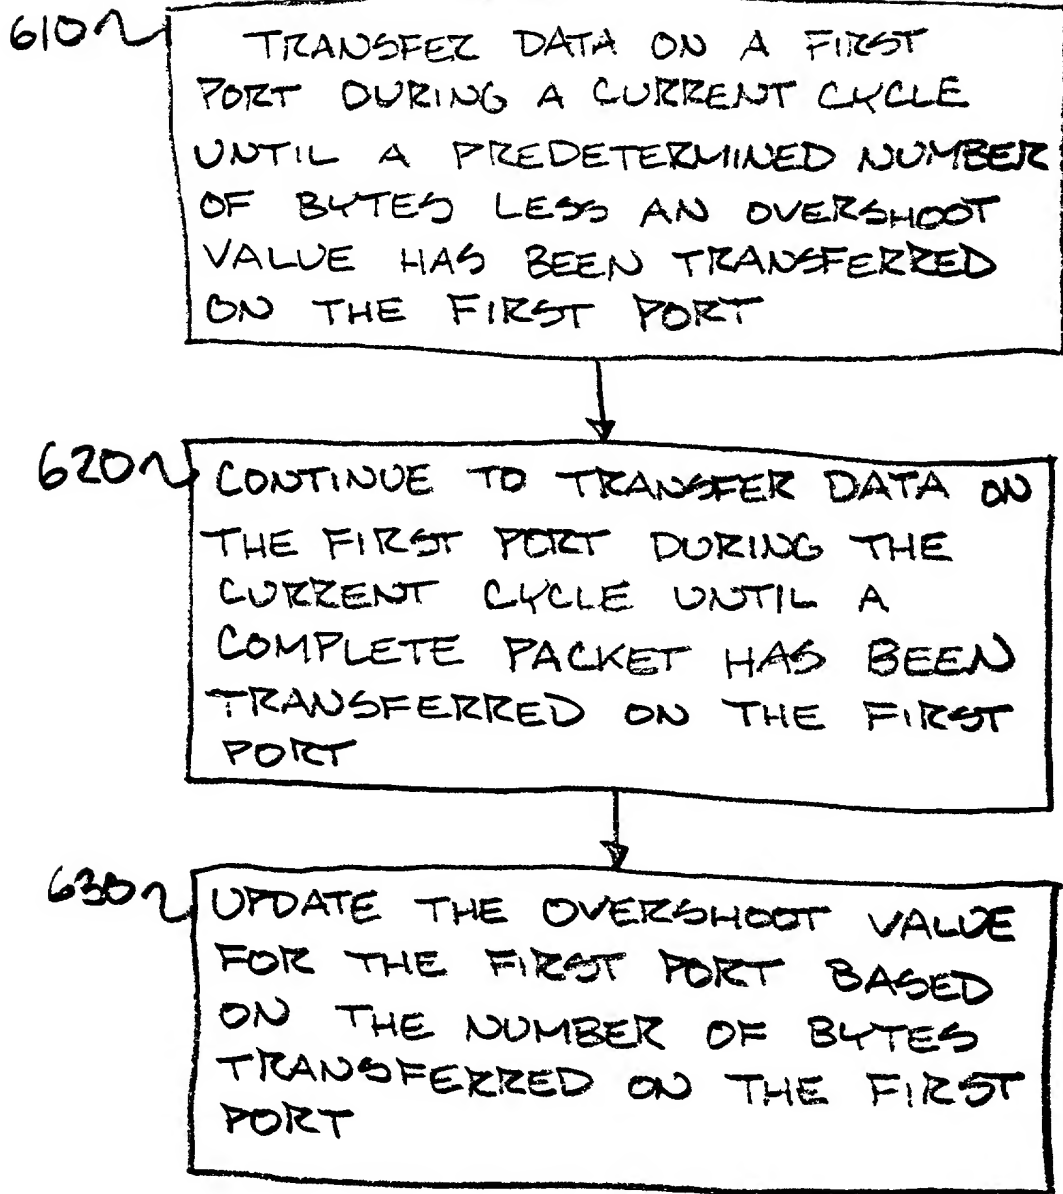 610
TRANSFER DATA ON A FIRST
PORT DURING A CURRENT CYCLE
UNTIL A PREDETERMINED NUMBER
OF BYTES LESS AN OVERSHOOT
VALUE HAS BEEN TRANSFERRED
ON THE FIRST PORT
620
CONTINUE TO TRANSFER DATA ON
THE FIRST PORT DURING THE
CURRENT CYCLE UNTIL A
COMPLETE PACKET HAS BEEN
TRANSFERRED ON THE FIRST
PORT
630
UPDATE THE OVERSHOOT VALUE
FOR THE FIRST PORT BASED
ON THE NUMBER OF BYTES
TRANSFERRED ON THE FIRST
PORT